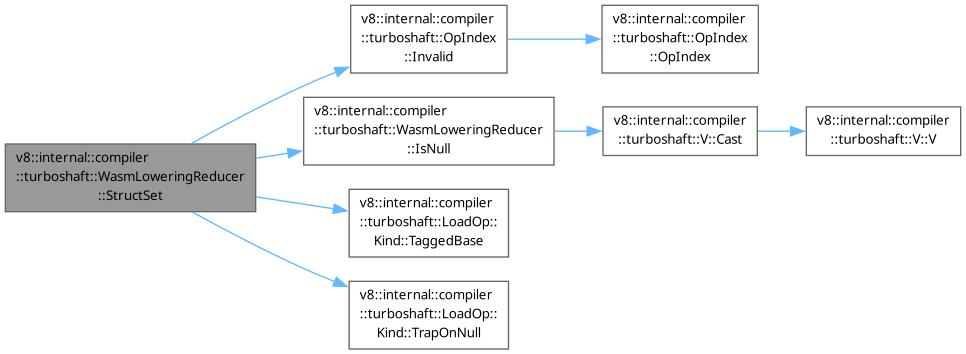 v8::internal::compiler
::turboshaft::OpIndex
::Invalid
v8::internal::compiler
::turboshaft::OpIndex
::OpIndex
v8::internal::compiler
::turboshaft::WasmLoweringReducer
::IsNull
v8::internal::compiler
::turboshaft::V::Cast
v8::internal::compiler
::turboshaft::V::V
v8::internal::compiler
::turboshaft::WasmLoweringReducer
::StructSet
v8::internal::compiler
::turboshaft::LoadOp::
Kind::TaggedBase
v8::internal::compiler
::turboshaft::LoadOp::
Kind::TrapOnNull